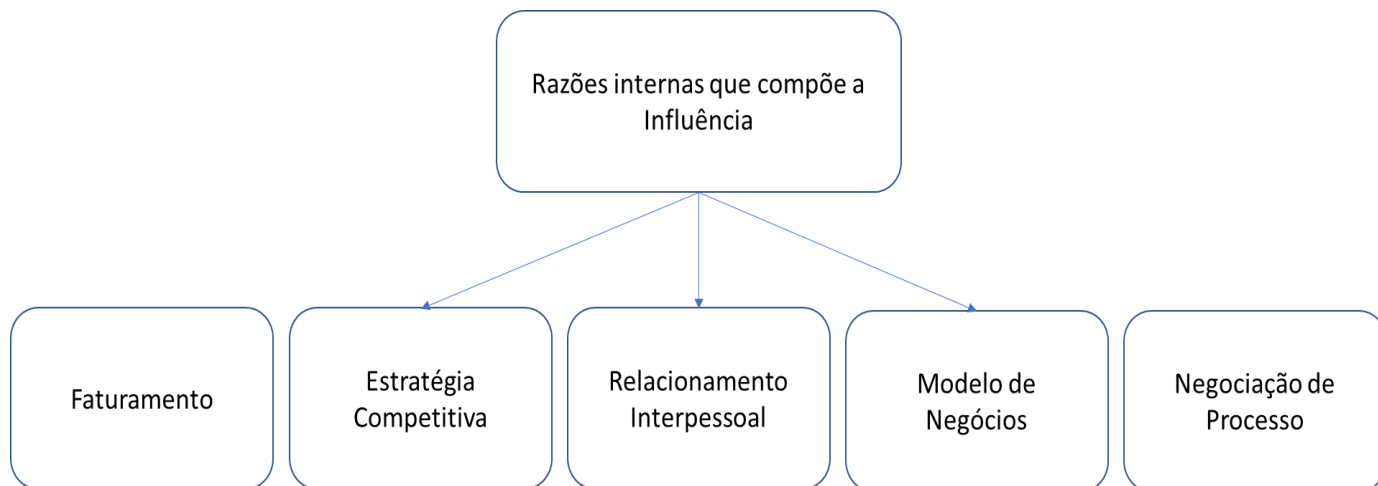 Razões internas que compõe a
Influência
Faturamento
Estratégia
Competitiva
Relacionamento
Interpessoal
Modelo de
Negócios
Negociação de
Processo